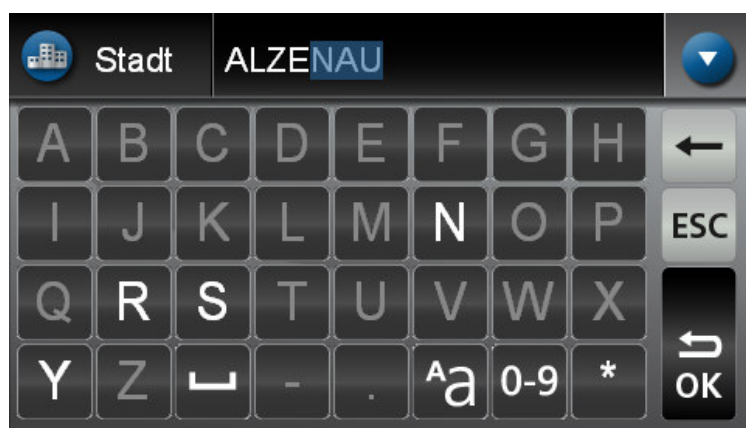 Stadt ALZENAU
A B C D E F G H
I J K L M N O P ESC
Q R S T U V W X
Y Z - . Aa 0-9 * OK